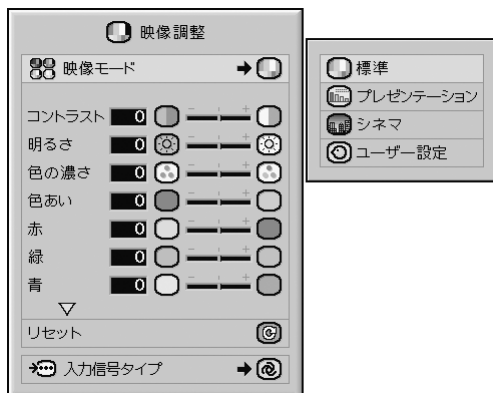 映像調整
映像モード
コントラスト 0 - +
明るさ 0 - +
色の濃さ 0 - +
色あい 0 - +
赤 0 - +
緑 0 - +
青 0 - +
リセット
入力信号タイプ
標準
プレゼンテーション
シネマ
ユーザー設定